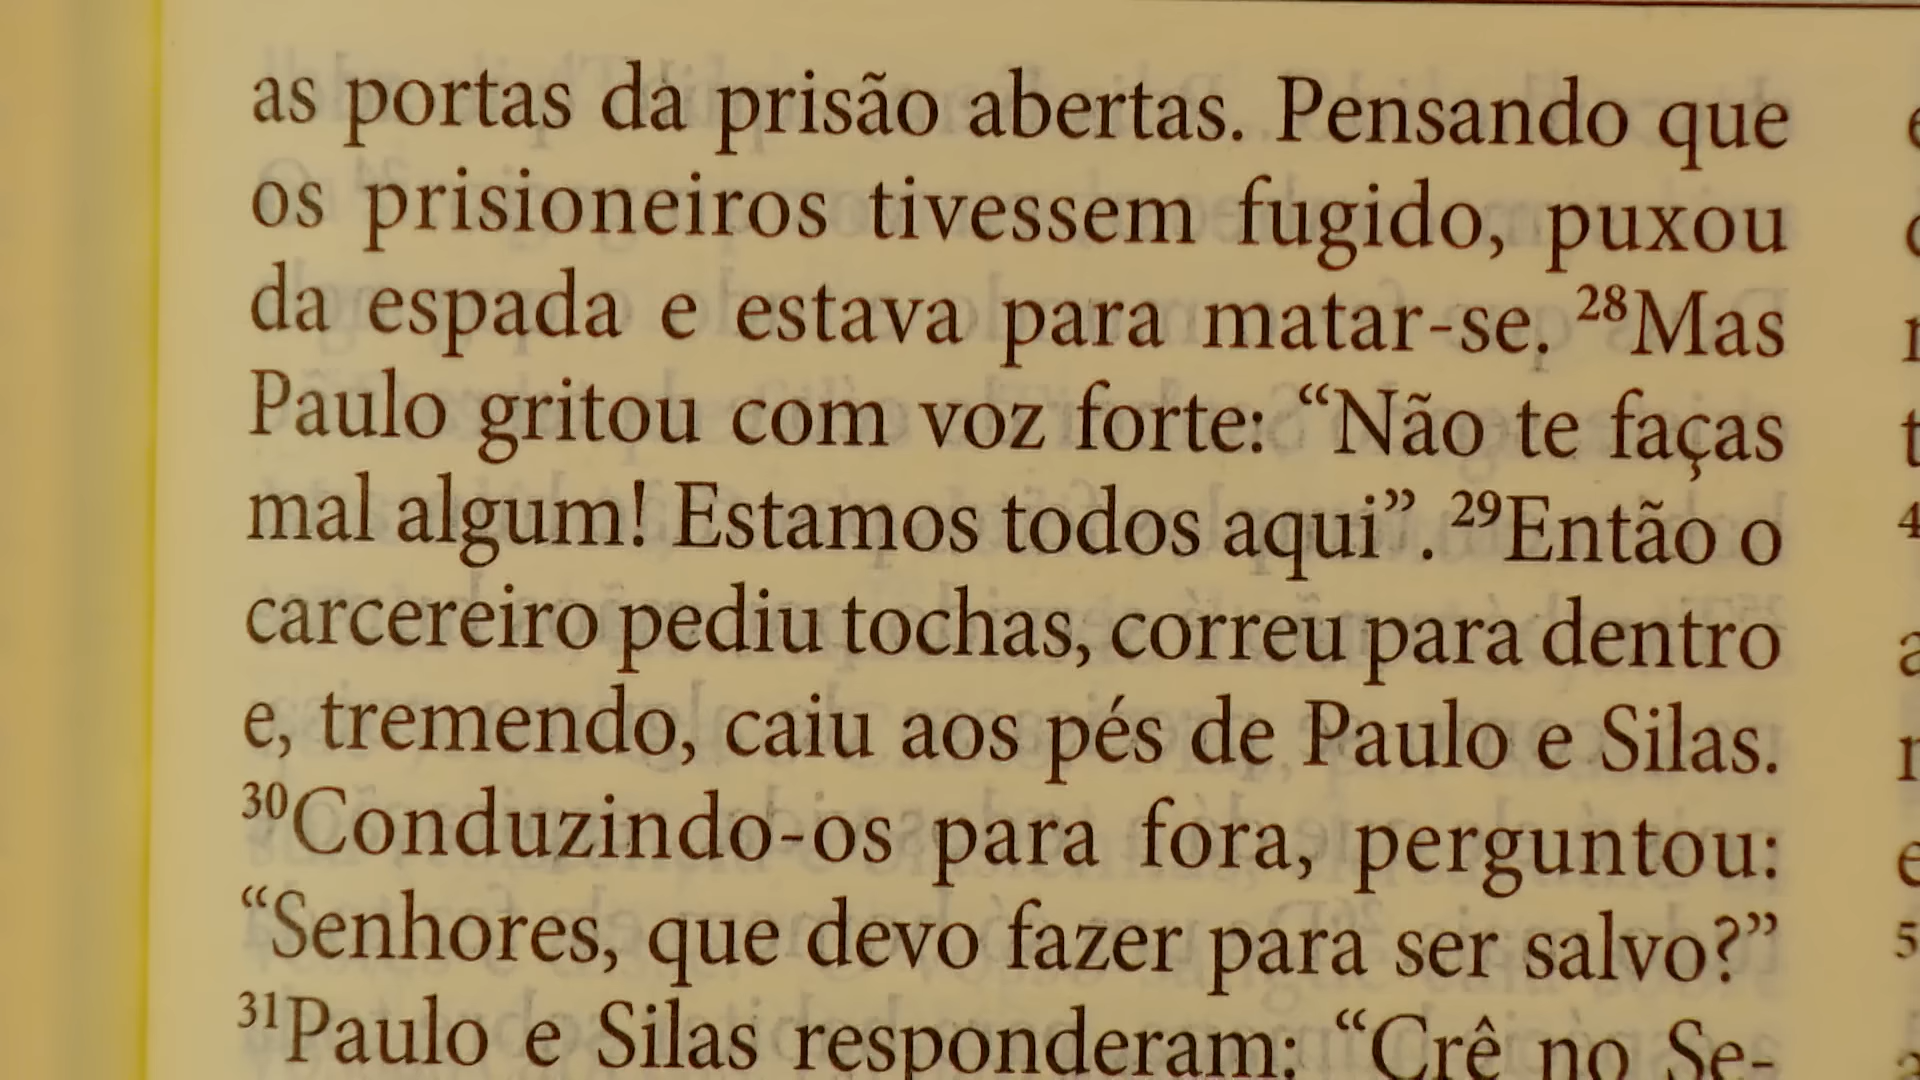 as portas da prisão abertas. Pensando que
os prisioneiros tivessem fugido, puxou
da espada e estava para matar-se. ²⁸Mas
Paulo gritou com voz forte: “Não te faças
mal algum! Estamos todos aqui”. ²⁹Então o
carcereiro pediu tochas, correu para dentro
e, tremendo, caiu aos pés de Paulo e Silas.
³⁰Conduzindo-os para fora, perguntou:
“Senhores, que devo fazer para ser salvo?”
³¹Paulo e Silas responderam: “Crê no Se-